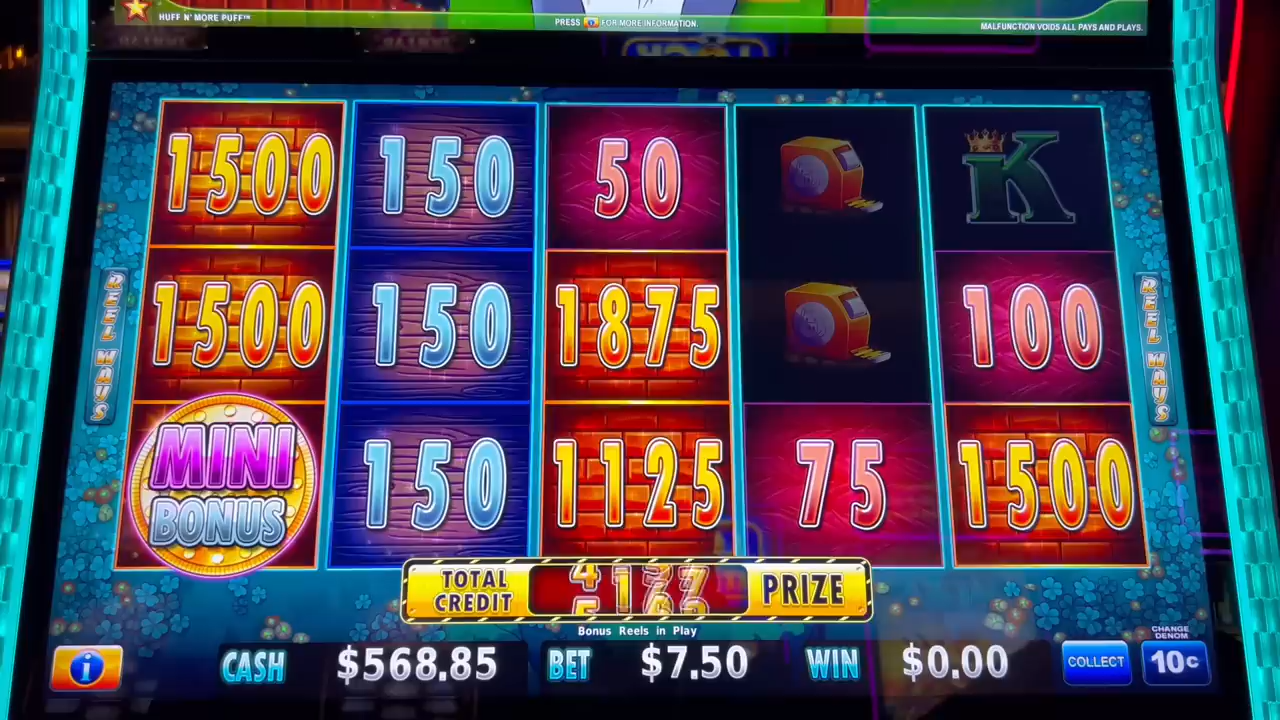 HUFF N' MORE PUFF™
PRESS i FOR MORE INFORMATION.
MALFUNCTION VOIDS ALL PAYS AND PLAYS.
1500 150 50 K
1500 150 1875 100
MINI
BONUS
150 1125 75 1500
REEL WAYS
REEL WAYS
TOTAL
CREDIT
PRIZE
Bonus Reels in Play
i
CASH $568.85 BET $7.50 WIN $0.00
COLLECT
CHANGE
DENOM
10¢